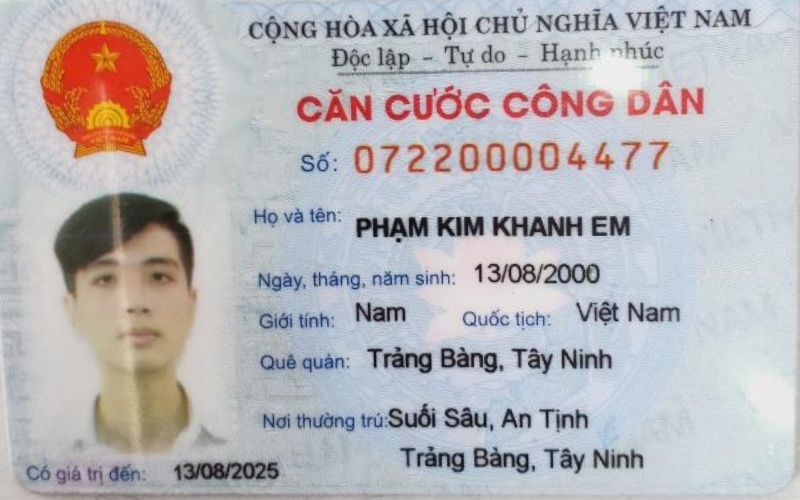 CỘNG HÒA XÃ HỘI CHỦ NGHĨA VIỆT NAM
Độc lập - Tự do - Hạnh phúc
CĂN CƯỚC CÔNG DÂN
Số: 072200004477
Họ và tên: PHẠM KIM KHANH EM
Ngày, tháng, năm sinh: 13/08/2000
Giới tính: Nam Quốc tịch: Việt Nam
Quê quán: Trảng Bàng, Tây Ninh
Nơi thường trú: Suối Sâu, An Tịnh
Trảng Bàng, Tây Ninh
Có giá trị đến: 13/08/2025